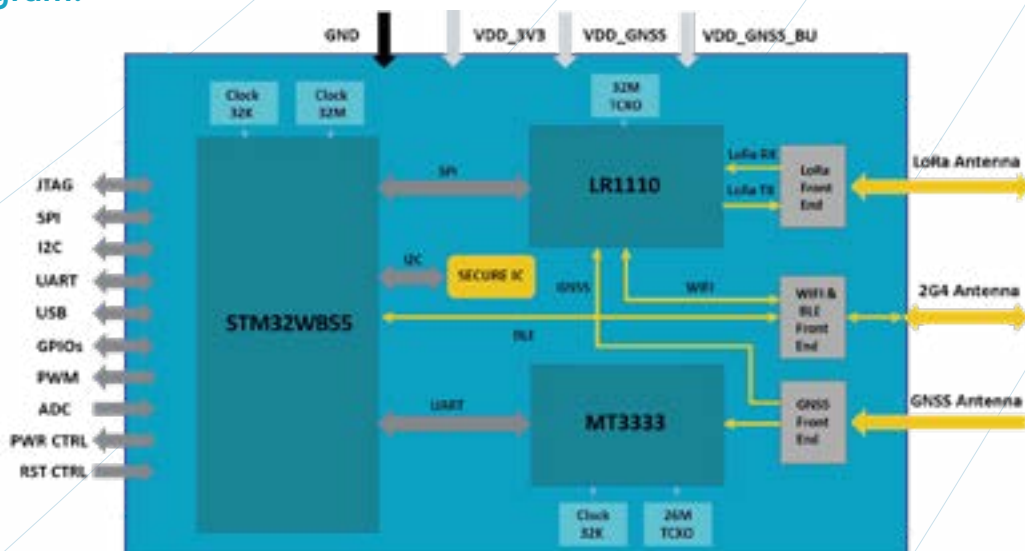 gram:
GND
VDD_3V3
VDD_GNSS
VDD_GNSS_BU
Clock
32K
Clock
32M
32M
TCXO
JTAG
SPI
I2C
UART
USB
GPIOs
PWM
ADC
PWR CTRL
RST CTRL
STM32WB55
SPI
I2C
SECURE IC
BLE
UART
LR1110
LoRa RX
LoRa TX
LoRa
Front
End
LoRa Antenna
GNSS
WIFI
WIFI &
BLE
Front
End
2G4 Antenna
MT3333
GNSS
Front
End
GNSS Antenna
Clock
32K
26M
TCXO